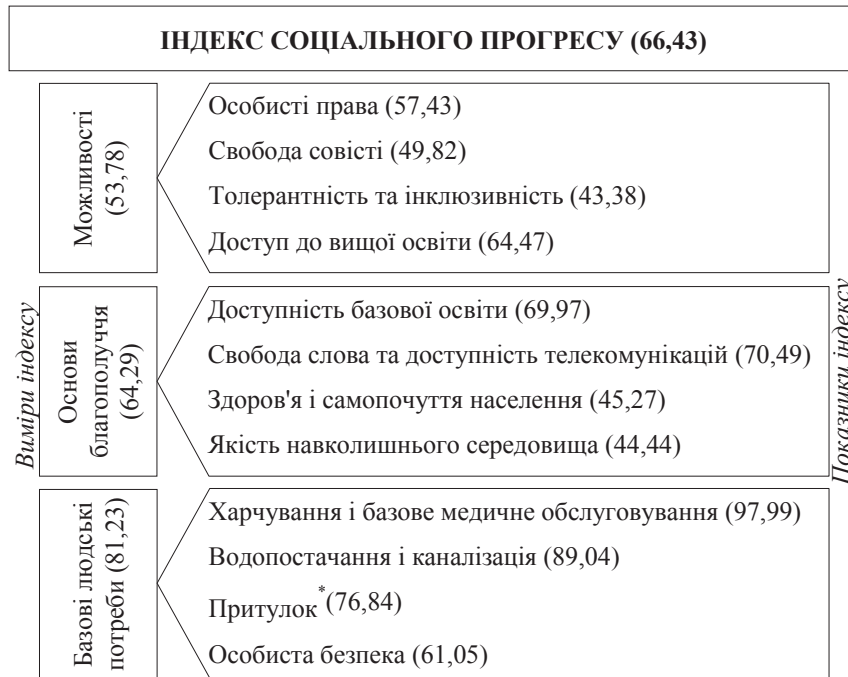 ІНДЕКС СОЦІАЛЬНОГО ПРОГРЕСУ (66,43)
Виміри індексу
Можливості
(53,78)
Особисті права (57,43)
Свобода совісті (49,82)
Толерантність та інклюзивність (43,38)
Доступ до вищої освіти (64,47)
Основи
благополуччя
(64,29)
Доступність базової освіти (69,97)
Свобода слова та доступність телекомунікацій (70,49)
Здоров'я і самопочуття населення (45,27)
Якість навколишнього середовища (44,44)
Базові людські
потреби (81,23)
Харчування і базове медичне обслуговування (97,99)
Водопостачання і каналізація (89,04)
Притулок* (76,84)
Особиста безпека (61,05)
Показники індексу